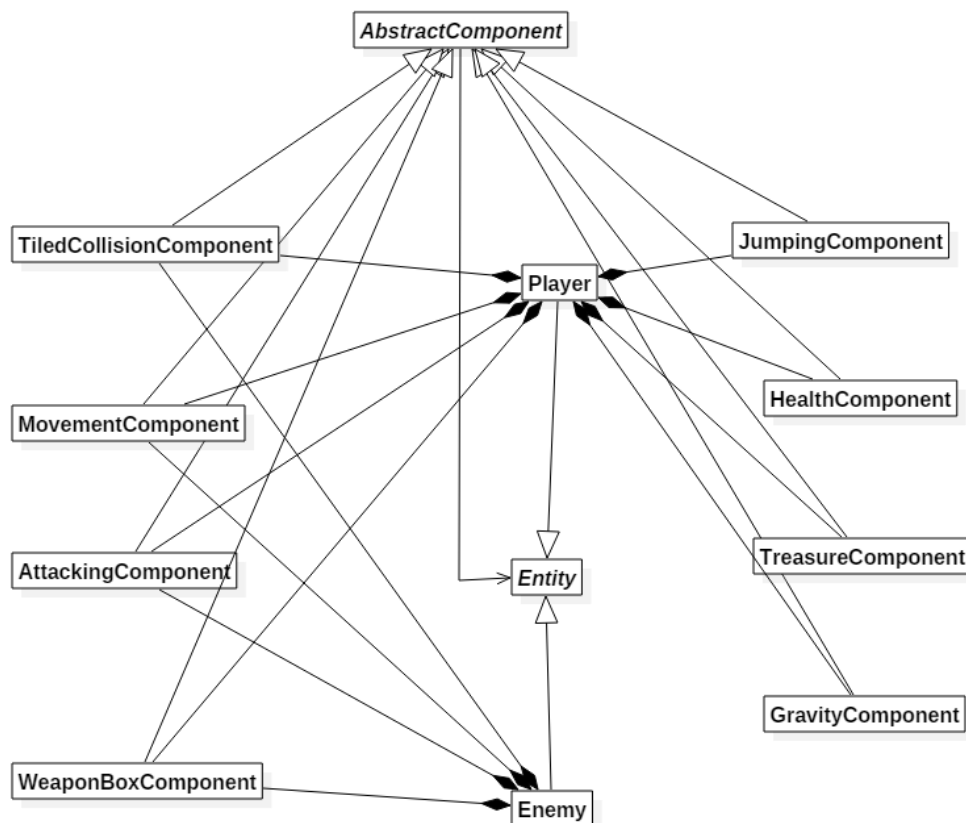 AbstractComponent
TiledCollisionComponent
JumpingComponent
Player
MovementComponent
HealthComponent
AttackingComponent
Entity
TreasureComponent
GravityComponent
WeaponBoxComponent
Enemy